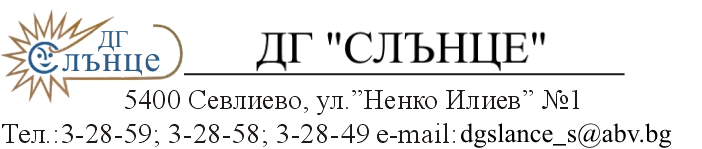 ДГ
Слънце
ДГ "СЛЪНЦЕ"
5400 Севлиево, ул.”Ненко Илиев” №1
Тел.:3-28-59; 3-28-58; 3-28-49 e-mail:dgslance_s@abv.bg